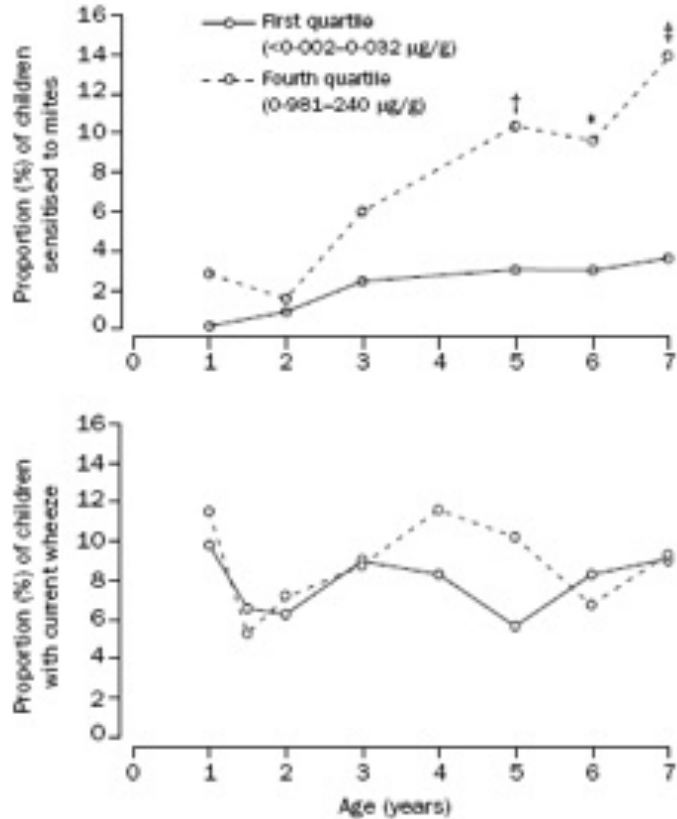 16
14
12
10
8
6
4
2
0
Proportion (%) of children
sensitised to mites
First quartile
(<0·002–0·032 µg/g)
Fourth quartile
(0·981–240 µg/g)
†
*
‡
0 1 2 3 4 5 6 7
16
14
12
10
8
6
4
2
0
Proportion (%) of children
with current wheeze
0 1 2 3 4 5 6 7
Age (years)